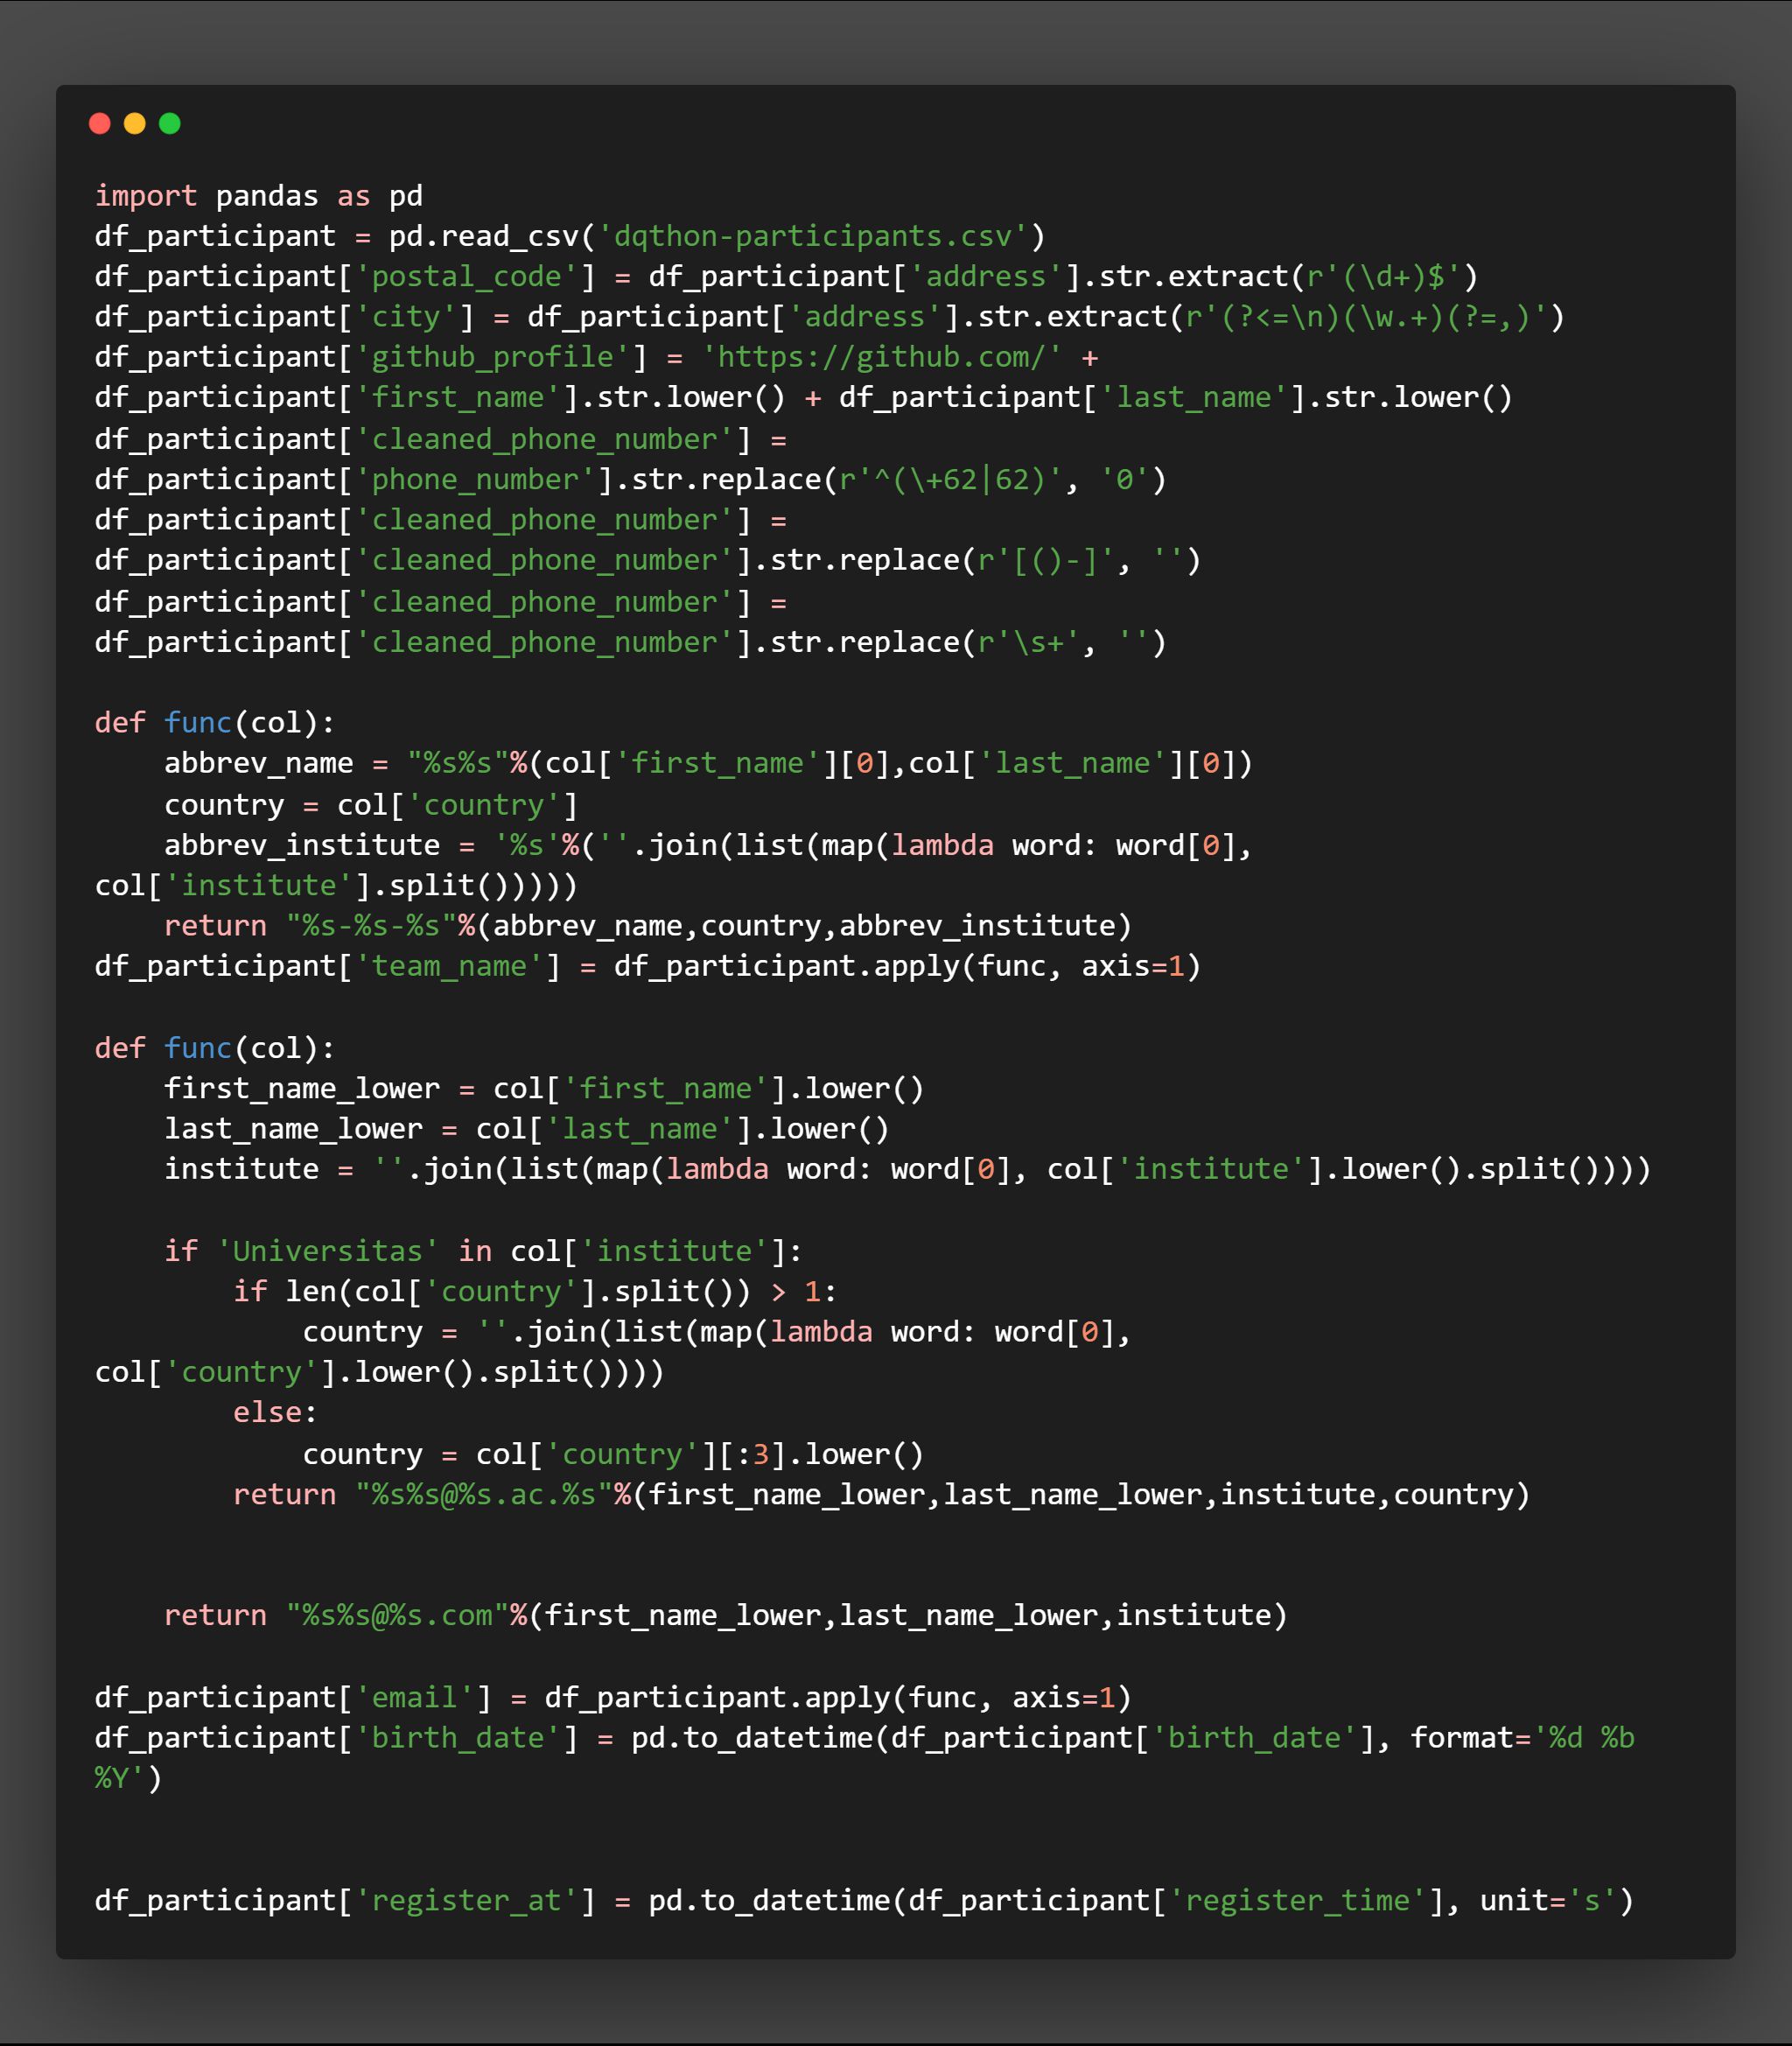 import pandas as pd
df_participant = pd.read_csv('dqthon-participants.csv')
df_participant['postal_code'] = df_participant['address'].str.extract(r'(\d+)$')
df_participant['city'] = df_participant['address'].str.extract(r'(?<=\n)(\w.+)(?=,)')
df_participant['github_profile'] = 'https://github.com/' +
df_participant['first_name'].str.lower() + df_participant['last_name'].str.lower()
df_participant['cleaned_phone_number'] =
df_participant['phone_number'].str.replace(r'^(\+62|62)', '0')
df_participant['cleaned_phone_number'] =
df_participant['cleaned_phone_number'].str.replace(r'[()-]', '')
df_participant['cleaned_phone_number'] =
df_participant['cleaned_phone_number'].str.replace(r'\s+', '')

def func(col):
    abbrev_name = "%s%s"%(col['first_name'][0],col['last_name'][0])
    country = col['country']
    abbrev_institute = '%s'%(''.join(list(map(lambda word: word[0],
col['institute'].split()))))
    return "%s-%s-%s"%(abbrev_name,country,abbrev_institute)
df_participant['team_name'] = df_participant.apply(func, axis=1)

def func(col):
    first_name_lower = col['first_name'].lower()
    last_name_lower = col['last_name'].lower()
    institute = ''.join(list(map(lambda word: word[0], col['institute'].lower().split())))

    if 'Universitas' in col['institute']:
        if len(col['country'].split()) > 1:
            country = ''.join(list(map(lambda word: word[0],
col['country'].lower().split())))
        else:
            country = col['country'][:3].lower()
        return "%s%s@%s.ac.%s"%(first_name_lower,last_name_lower,institute,country)

    return "%s%s@%s.com"%(first_name_lower,last_name_lower,institute)

df_participant['email'] = df_participant.apply(func, axis=1)
df_participant['birth_date'] = pd.to_datetime(df_participant['birth_date'], format='%d %b
%Y')

df_participant['register_at'] = pd.to_datetime(df_participant['register_time'], unit='s')